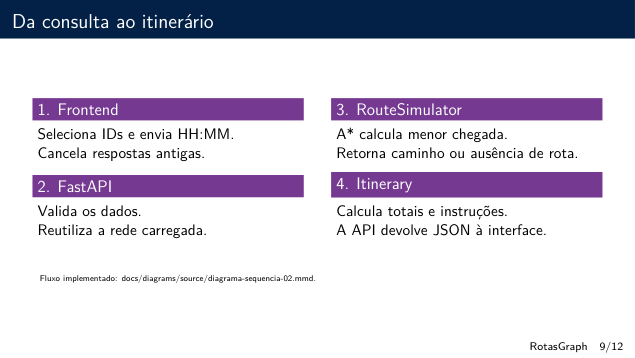 Da consulta ao itinerário
1. Frontend
Seleciona IDs e envia HH:MM.
Cancela respostas antigas.
2. FastAPI
Valida os dados.
Reutiliza a rede carregada.
3. RouteSimulator
A* calcula menor chegada.
Retorna caminho ou ausência de rota.
4. Itinerary
Calcula totais e instruções.
A API devolve JSON à interface.
Fluxo implementado: docs/diagrams/source/diagrama-sequencia-02.mmd.
RotasGraph 9/12